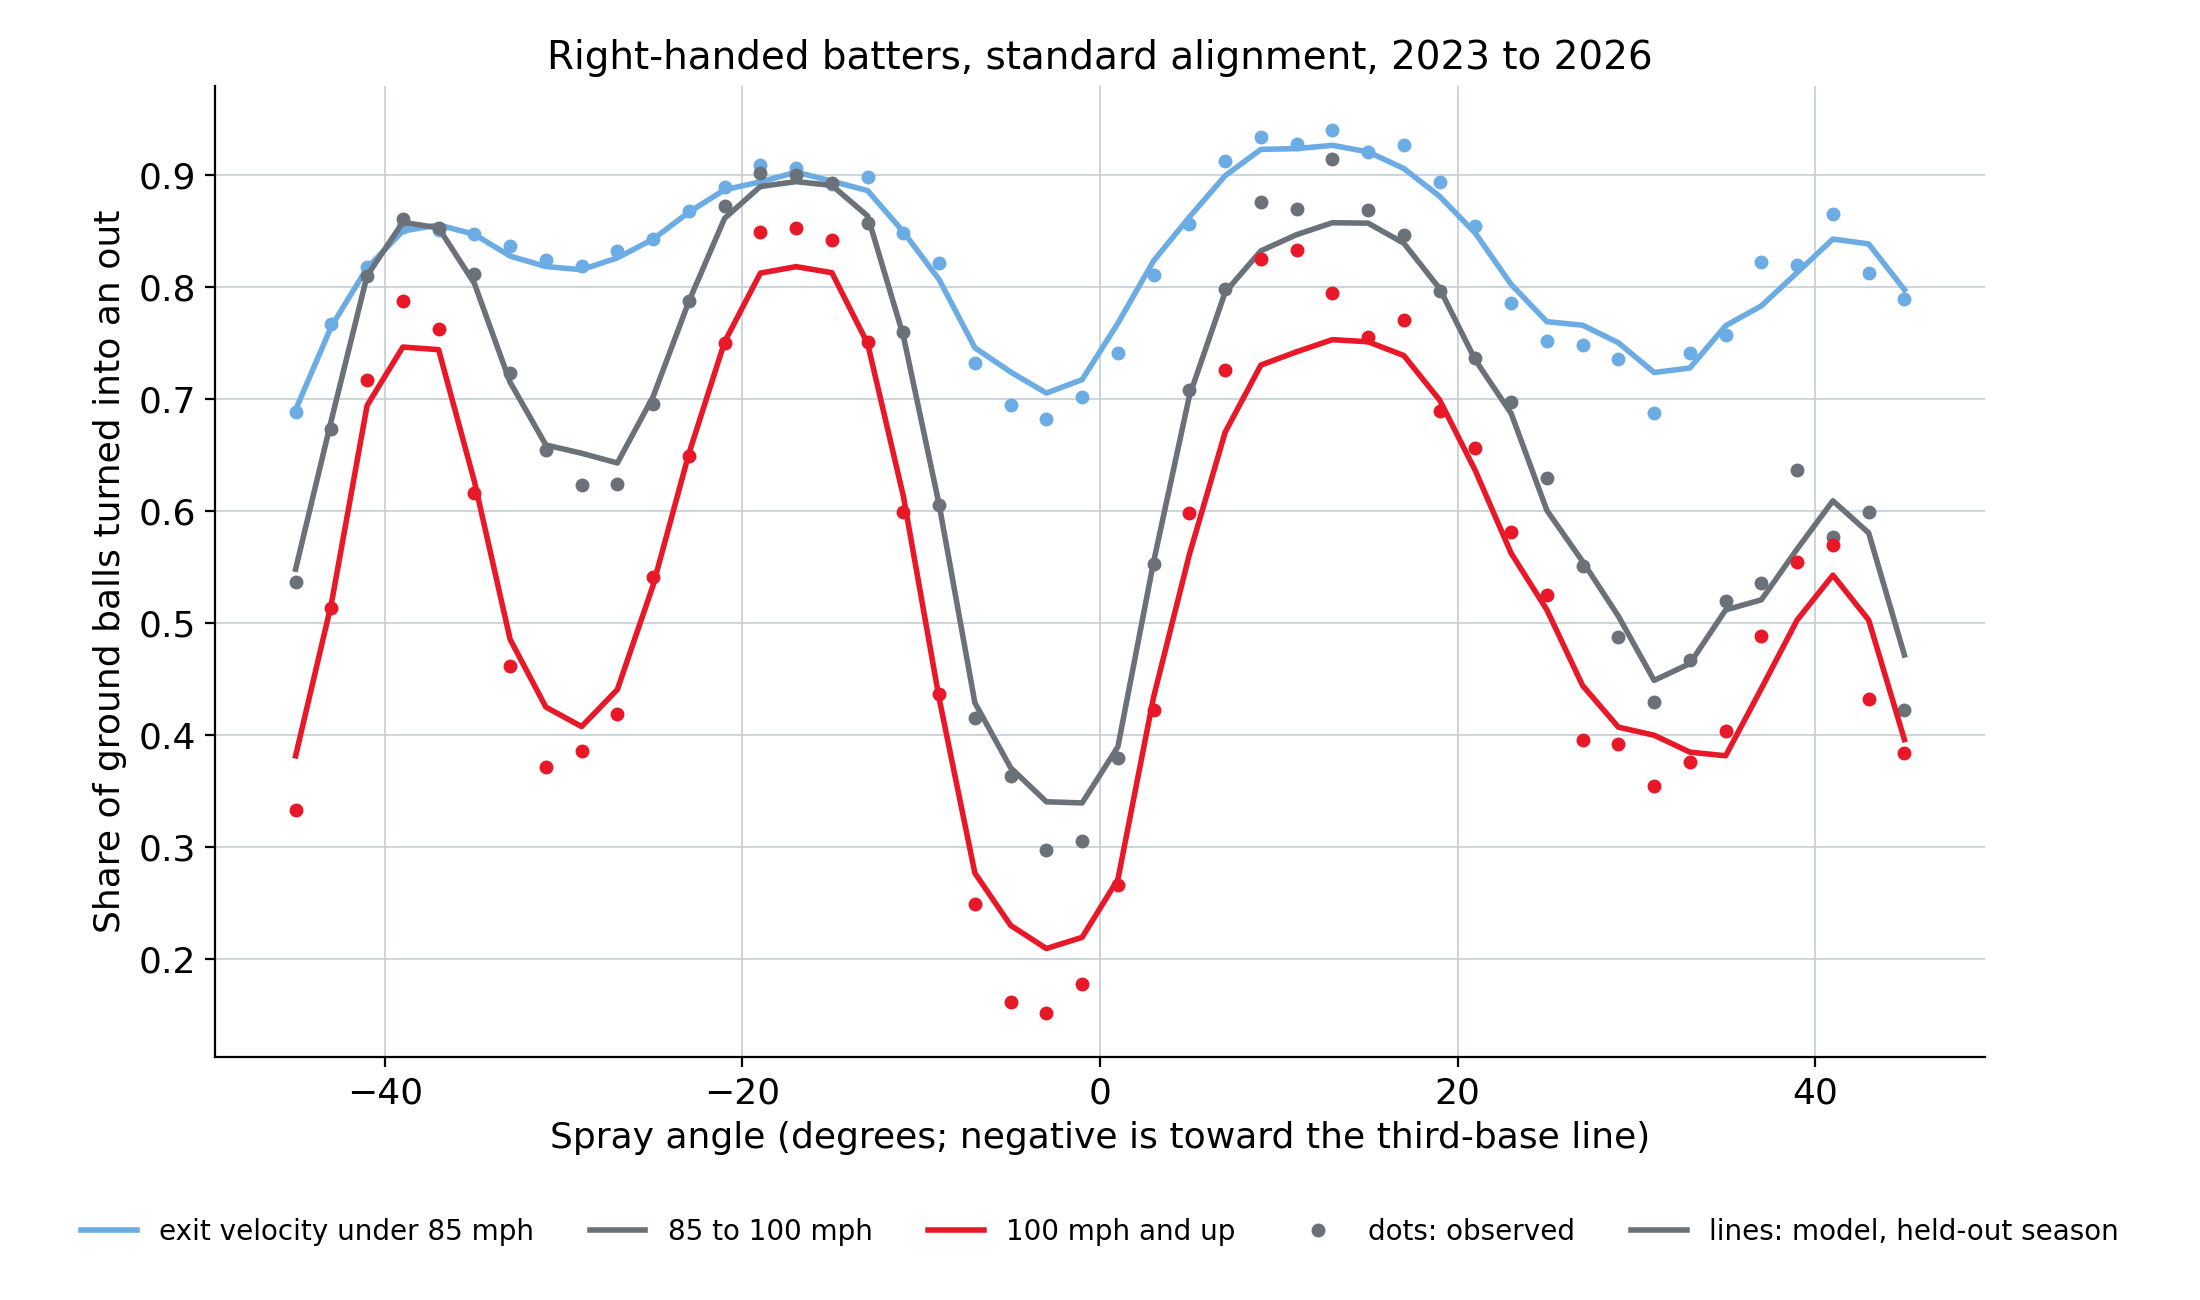 Right-handed batters, standard alignment, 2023 to 2026
Share of ground balls turned into an out
0.9
0.8
0.7
0.6
0.5
0.4
0.3
0.2
−40 −20 0 20 40
Spray angle (degrees; negative is toward the third-base line)
exit velocity under 85 mph 85 to 100 mph 100 mph and up dots: observed lines: model, held-out season